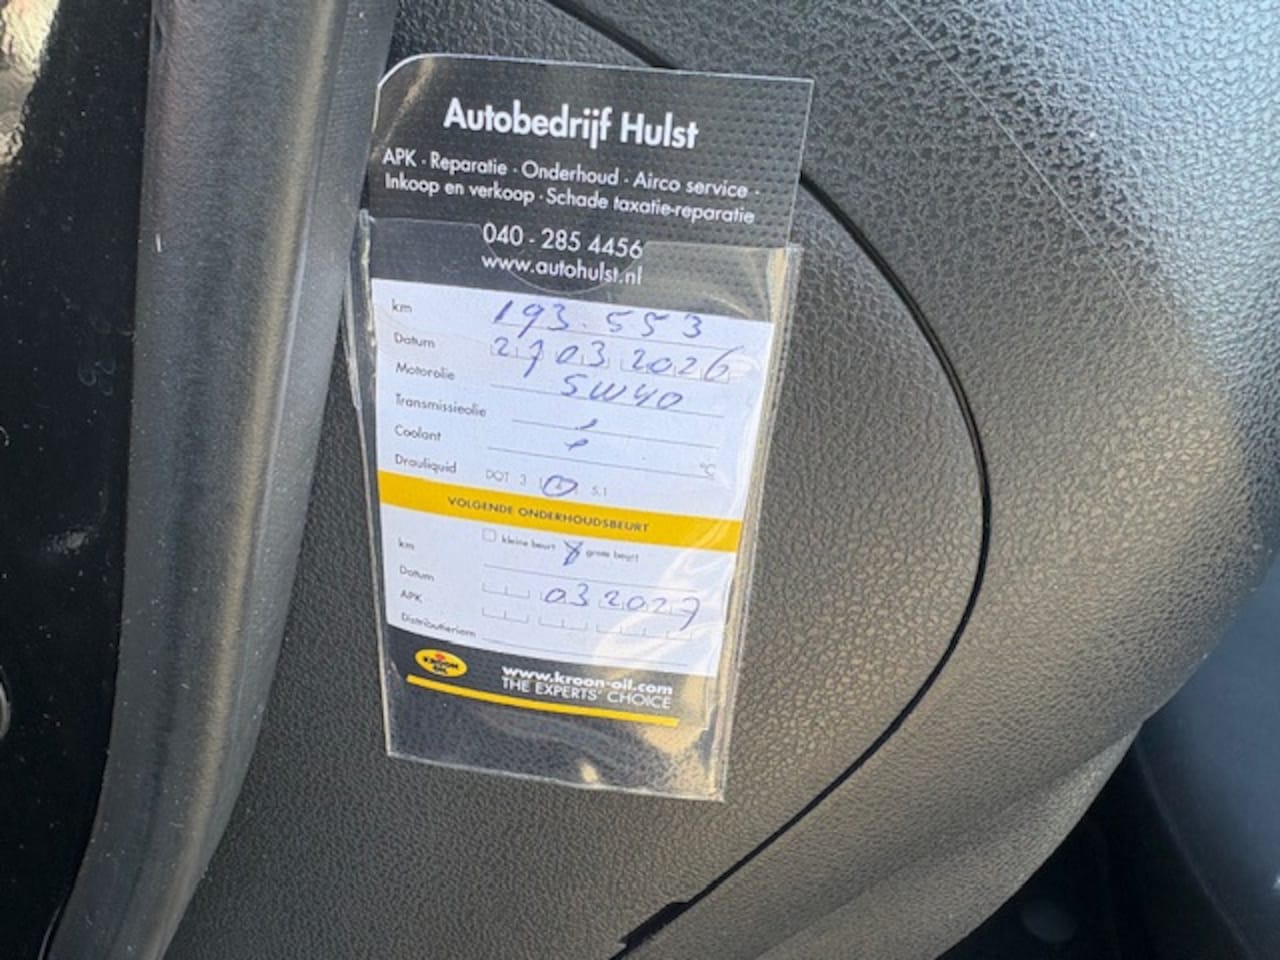 Autobedrijf Hulst
APK · Reparatie · Onderhoud · Airco service ·
Inkoop en verkoop · Schade taxatie-reparatie
040 - 285 4456
www.autohulst.nl
km 193.553
Datum 27 03 2026
Motorolie 5W40
Transmissieolie
Coolant °C
Drauliquid DOT 3 5.1
VOLGENDE ONDERHOUDSBEURT
kleine beurt grote beurt
km
Datum 03 2027
APK
Distributieriem
KROON OIL
www.kroon-oil.com
THE EXPERTS' CHOICE